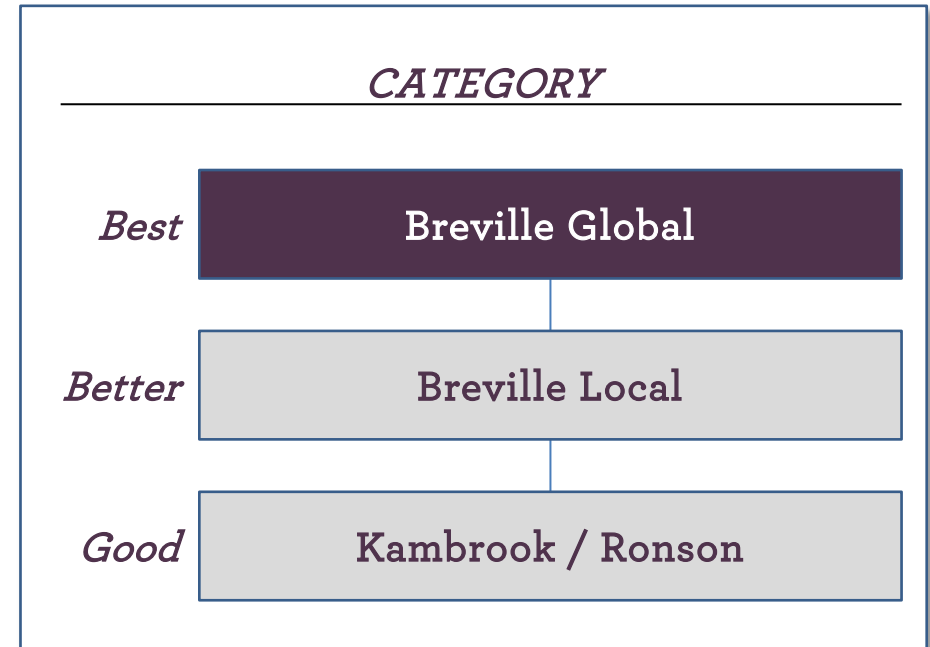 CATEGORY
Best
Breville Global
Better
Breville Local
Good
Kambrook / Ronson